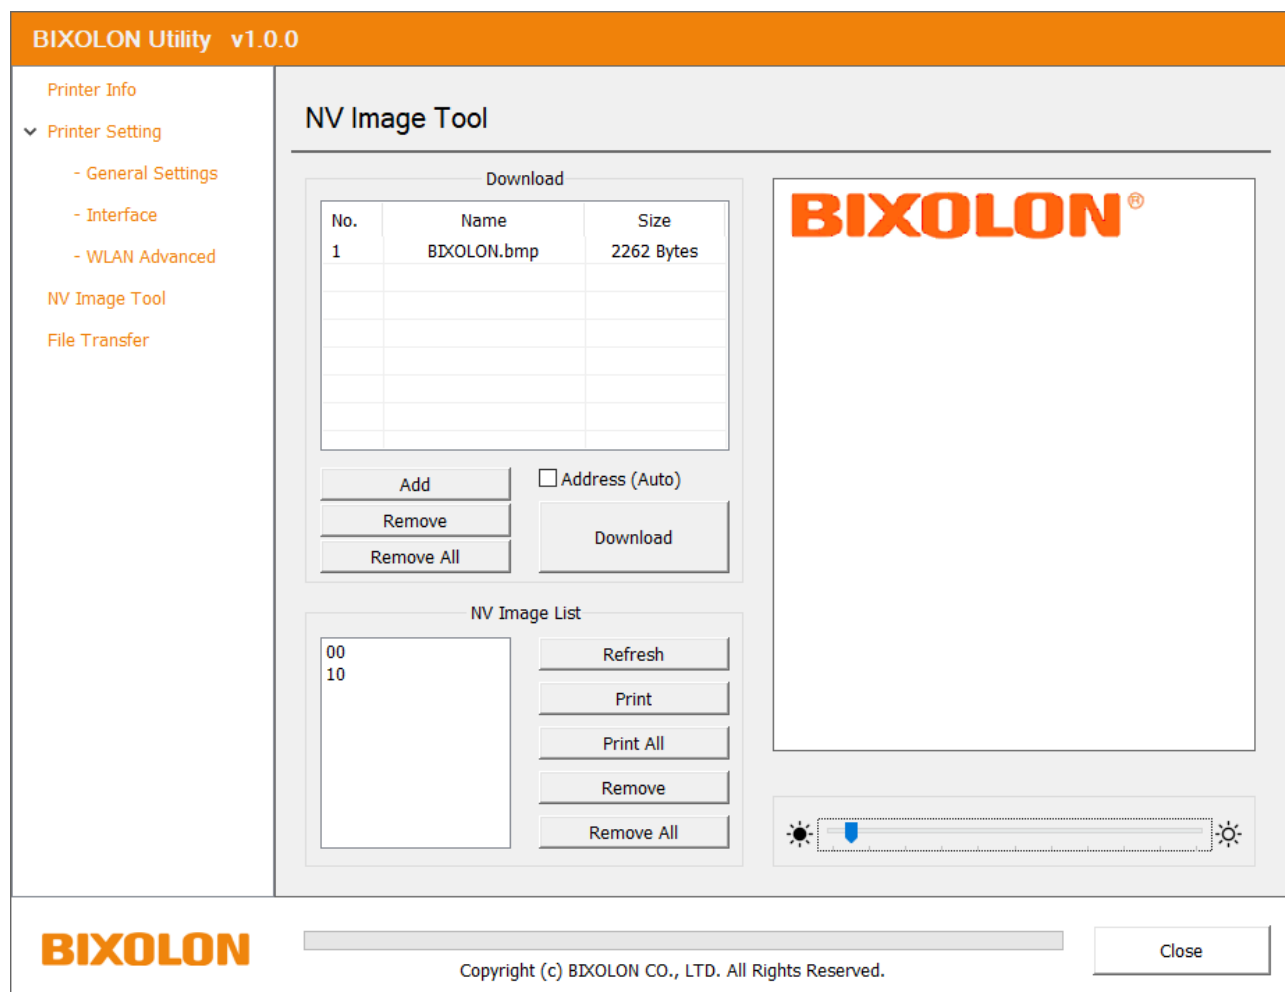 BIXOLON Utility v1.0.0
Printer Info
Printer Setting
- General Settings
- Interface
- WLAN Advanced
NV Image Tool
File Transfer
NV Image Tool
Download
No. Name Size
1 BIXOLON.bmp 2262 Bytes
Add
Remove
Remove All
Address (Auto)
Download
NV Image List
00
10
Refresh
Print
Print All
Remove
Remove All
BIXOLON®
BIXOLON
Copyright (c) BIXOLON CO., LTD. All Rights Reserved.
Close